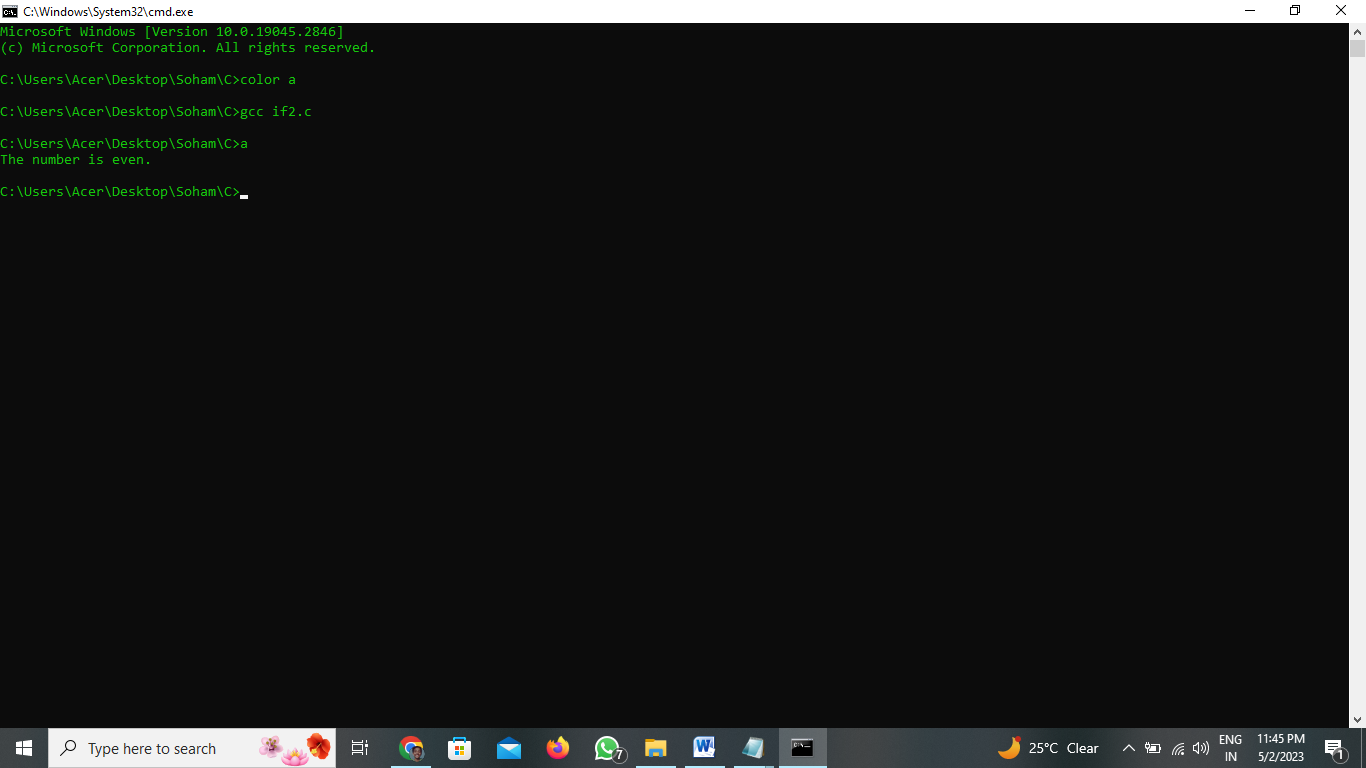 C:\Windows\System32\cmd.exe
Microsoft Windows [Version 10.0.19045.2846]
(c) Microsoft Corporation. All rights reserved.
C:\Users\Acer\Desktop\Soham\C>color a
C:\Users\Acer\Desktop\Soham\C>gcc if2.c
C:\Users\Acer\Desktop\Soham\C>a
The number is even.
C:\Users\Acer\Desktop\Soham\C>
Type here to search
7
W
25°C Clear
ENG
IN
11:45 PM
5/2/2023
1